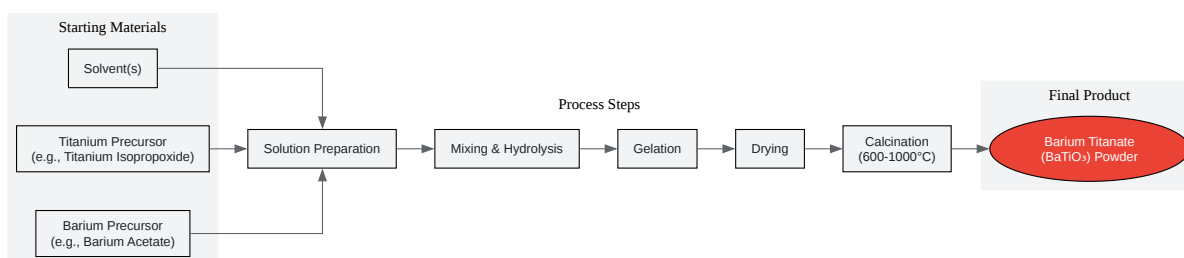 Starting Materials
Solvent(s)
Titanium Precursor
(e.g., Titanium Isopropoxide)
Barium Precursor
(e.g., Barium Acetate)
Process Steps
Solution Preparation
Mixing & Hydrolysis
Gelation
Drying
Calcination
(600-1000°C)
Final Product
Barium Titanate
(BaTiO₃) Powder